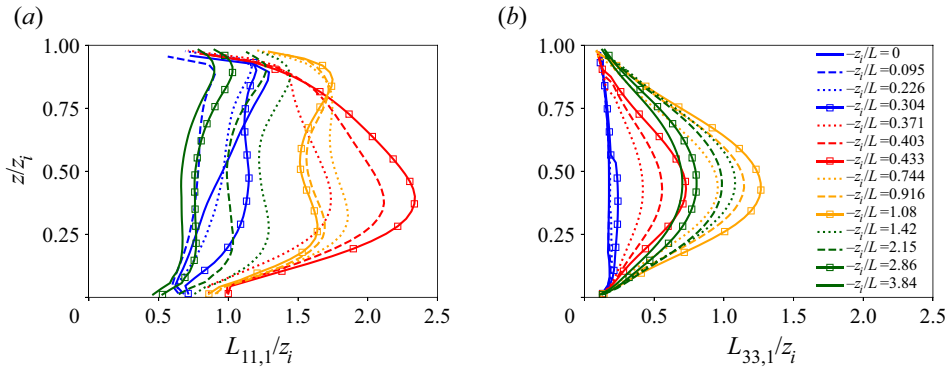 (a)
(b)
1.00
0.75
0.50
0.25
z/z_i
0
0.5
1.0
1.5
2.0
2.5
L_{11,1}/z_i
1.00
0.75
0.50
0.25
0
0.5
1.0
1.5
2.0
2.5
L_{33,1}/z_i
−z_i/L = 0
−z_i/L = 0.095
−z_i/L = 0.226
−z_i/L = 0.304
−z_i/L = 0.371
−z_i/L = 0.403
−z_i/L = 0.433
−z_i/L = 0.744
−z_i/L = 0.916
−z_i/L = 1.08
−z_i/L = 1.42
−z_i/L = 2.15
−z_i/L = 2.86
−z_i/L = 3.84